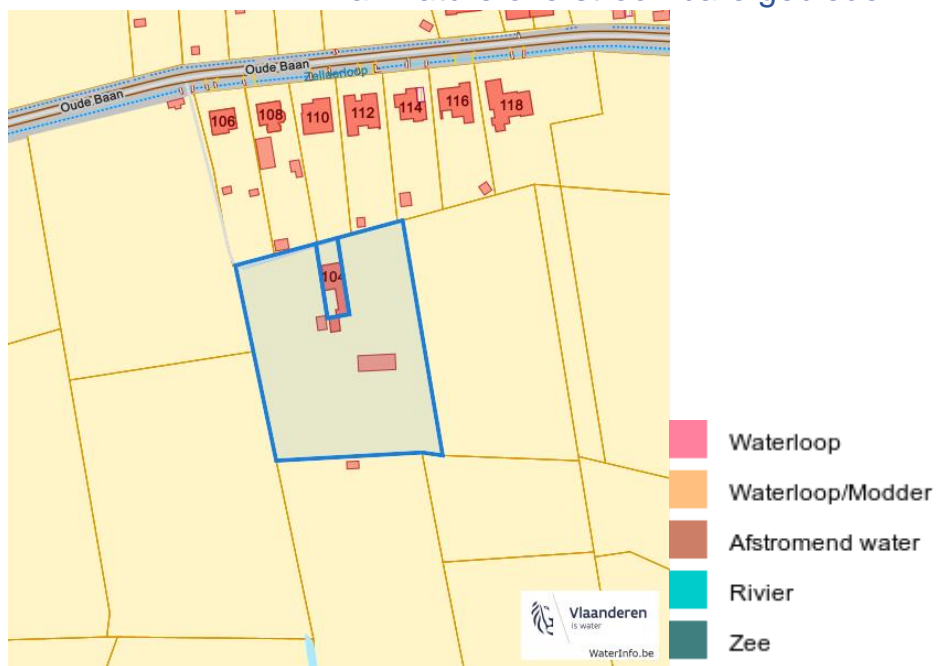 Oude Baan
Oude Baan
Zelleerloop
106
108
110
112
114
116
118
104
Waterloop
Waterloop/Modder
Afstromend water
Rivier
Zee
Vlaanderen
is water
WaterInfo.be